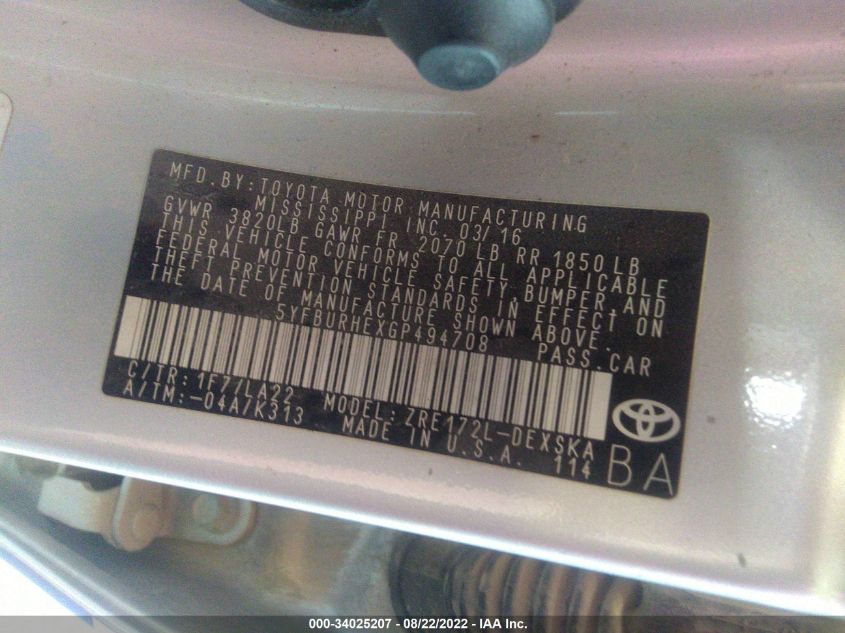 MFD. BY: TOYOTA MOTOR MANUFACTURING
MISSISSIPPI, INC 03/16
GVWR 3820LB GAWR FR 2070 LB RR 1850 LB
THIS VEHICLE CONFORMS TO ALL APPLICABLE
FEDERAL MOTOR VEHICLE SAFETY, BUMPER, AND
THEFT PREVENTION STANDARDS IN EFFECT ON
THE DATE OF MANUFACTURE SHOWN ABOVE.
5YFBURHEXGP494708 PASS. CAR
C/TR: 1F7/LA22 MODEL: ZRE172L-DEXSKA
A/TM: -04A/K313 MADE IN U.S.A. 114
BA
000-34025207 - 08/22/2022 - IAA Inc.